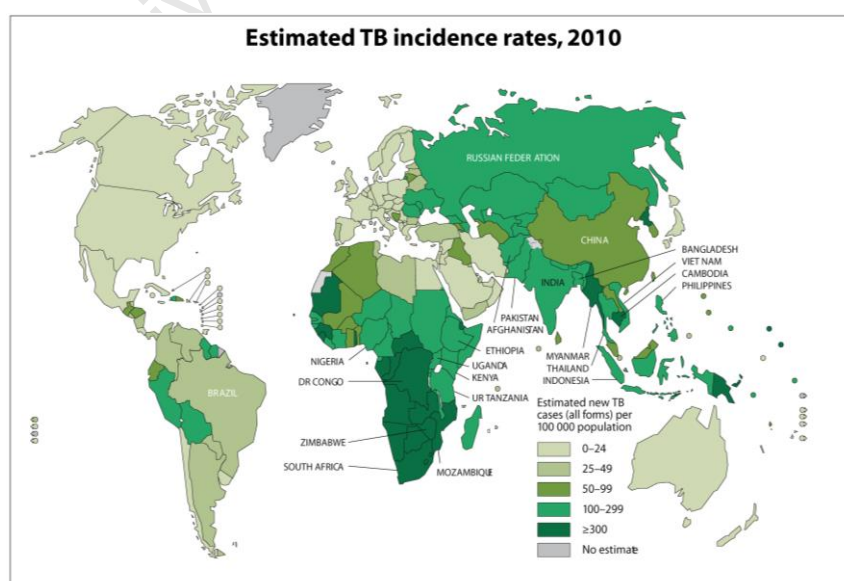 Estimated TB incidence rates, 2010
RUSSIAN FEDER ATION
CHINA
BANGLADESH
VIET NAM
CAMBODIA
PHILIPPINES
INDIA
PAKISTAN
AFGHANISTAN
MYANMAR
THAILAND
INDONESIA
NIGERIA
ETHIOPIA
UGANDA
KENYA
DR CONGO
UR TANZANIA
BRAZIL
ZIMBABWE
SOUTH AFRICA
MOZAMBIQUE
Estimated new TB
cases (all forms) per
100 000 population
0–24
25–49
50–99
100–299
≥300
No estimate